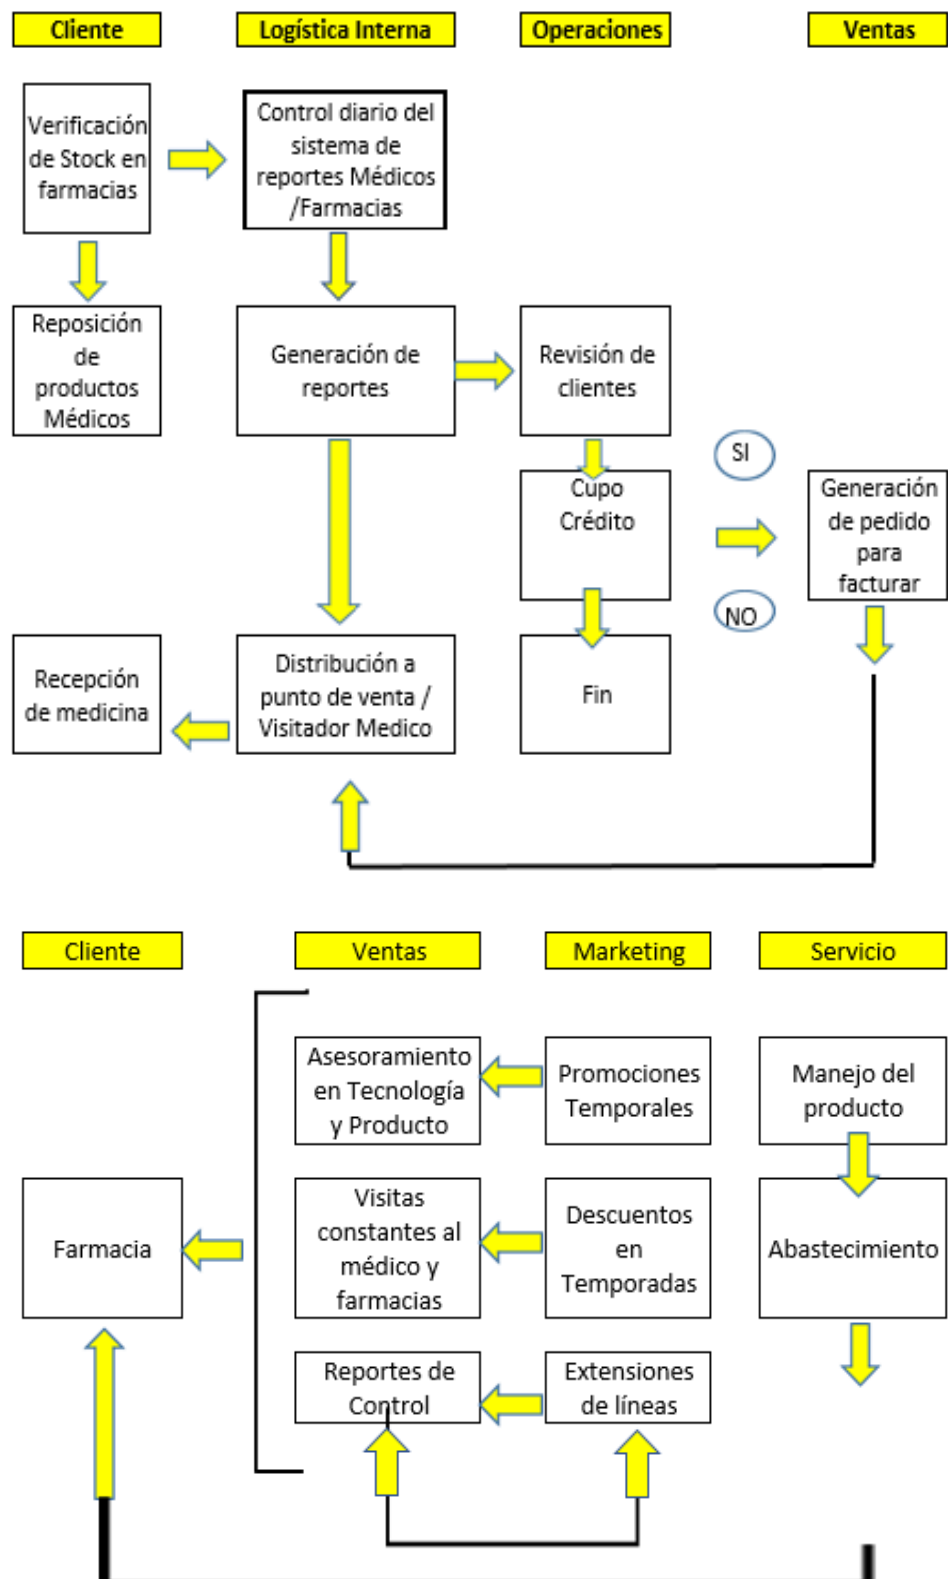 Cliente
Logística Interna
Operaciones
Ventas
Verificación
de Stock en
farmacias
Control diario del
sistema de
reportes Médicos
/Farmacias
Reposición
de
productos
Médicos
Generación de
reportes
Revisión de
clientes
SI
Cupo
Crédito
Generación
de pedido
para
facturar
NO
Recepción
de medicina
Distribución a
punto de venta /
Visitador Medico
Fin
Cliente
Ventas
Marketing
Servicio
Asesoramiento
en Tecnología
y Producto
Promociones
Temporales
Manejo del
producto
Farmacia
Visitas
constantes al
médico y
farmacias
Descuentos
en
Temporadas
Abastecimiento
Reportes de
Control
Extensiones
de líneas